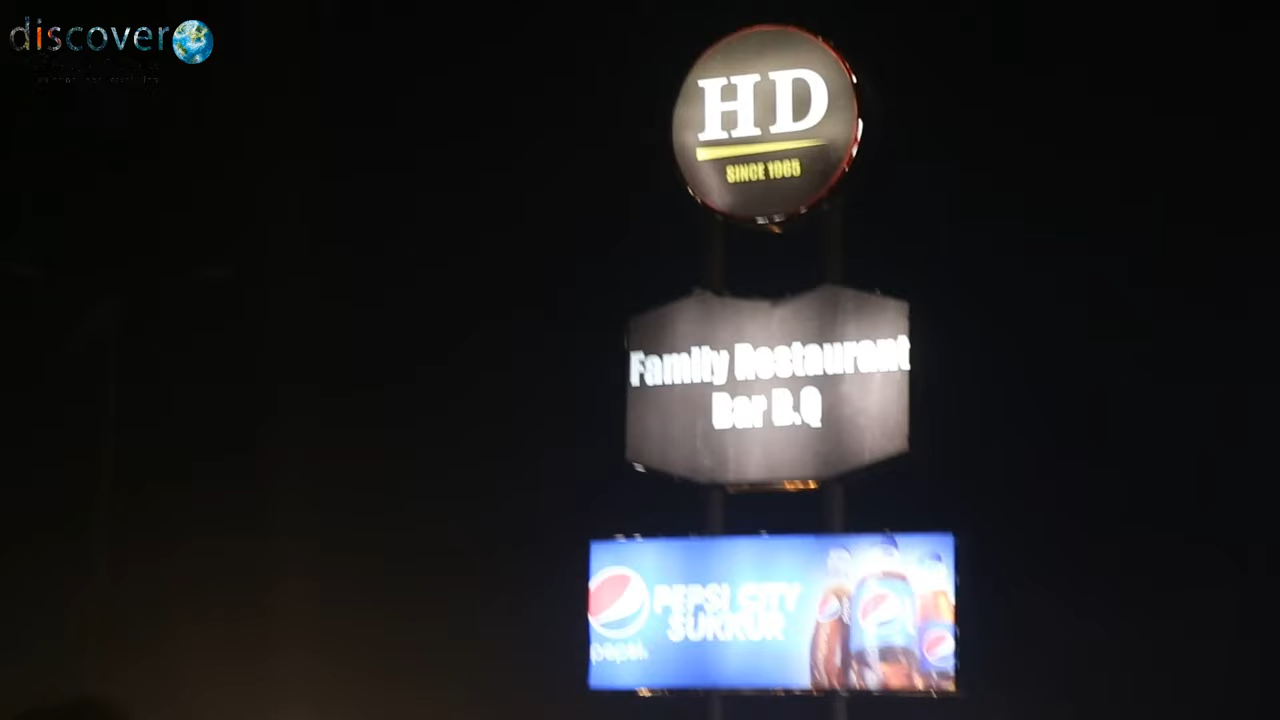 discover
HD
SINCE 1965
Family Restaurant
Bar B.Q
PEPSI CITY
SUKKUR
pepsi